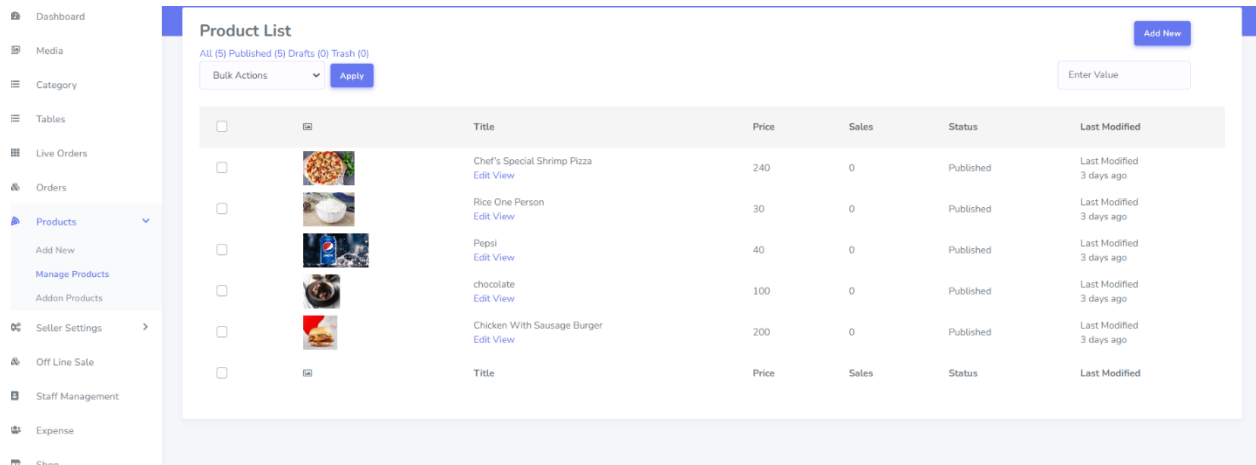 Dashboard
Media
Category
Tables
Live Orders
Orders
Products
Add New
Manage Products
Addon Products
Seller Settings
Off Line Sale
Staff Management
Expense
Shop
Product List
Add New
All (5) Published (5) Drafts (0) Trash (0)
Bulk Actions
Apply
Enter Value
Title Price Sales Status Last Modified
Chef's Special Shrimp Pizza
Edit View
240 0 Published
Last Modified
3 days ago
Rice One Person
Edit View
30 0 Published
Last Modified
3 days ago
Pepsi
Edit View
40 0 Published
Last Modified
3 days ago
chocolate
Edit View
100 0 Published
Last Modified
3 days ago
Chicken With Sausage Burger
Edit View
200 0 Published
Last Modified
3 days ago
Title Price Sales Status Last Modified